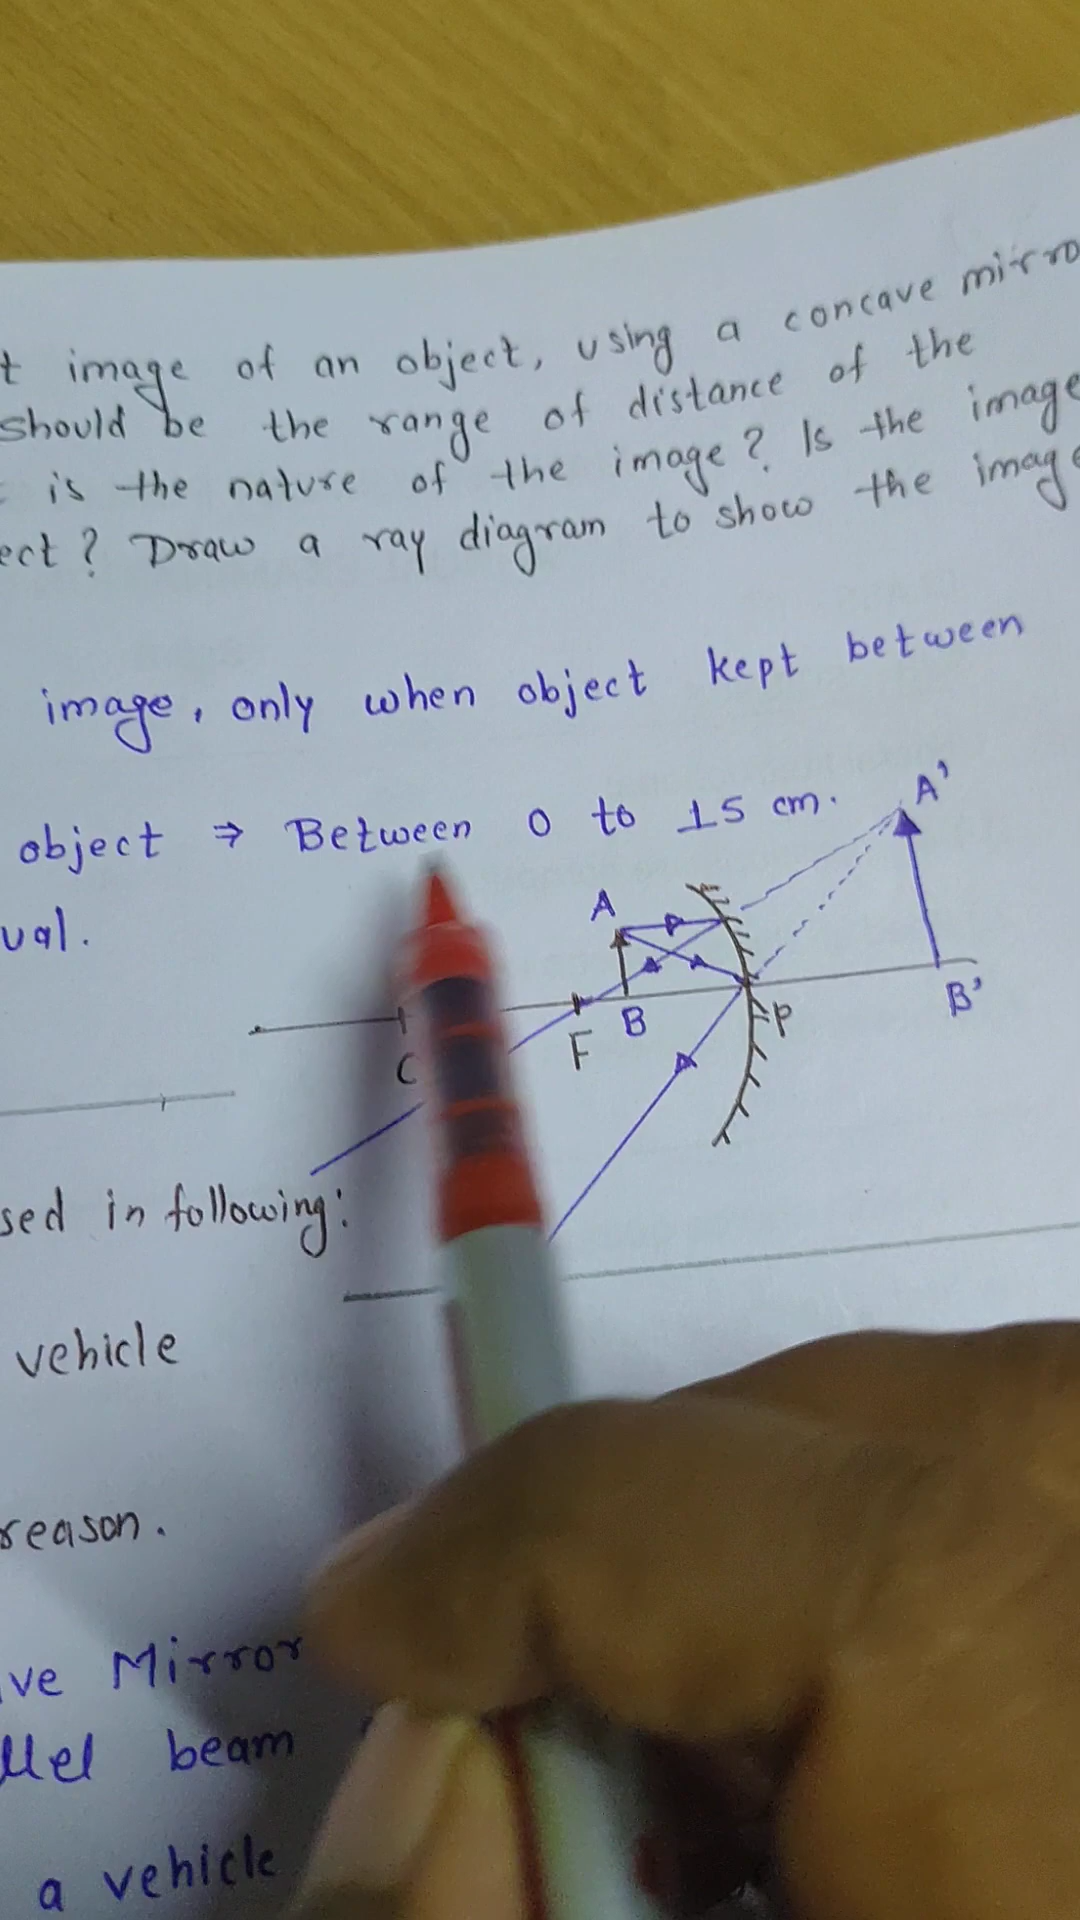 t image of an object, using a concave mirro
should be the range of distance of the
is the nature of the image? Is the image
ect? Draw a ray diagram to show the imag
image, only when object kept between
object ⇒ Between 0 to 15 cm.
ual.
A'
A
B
B'
P
F
C
sed in following:
vehicle
reason.
ve Mirror
llel beam
a vehicle